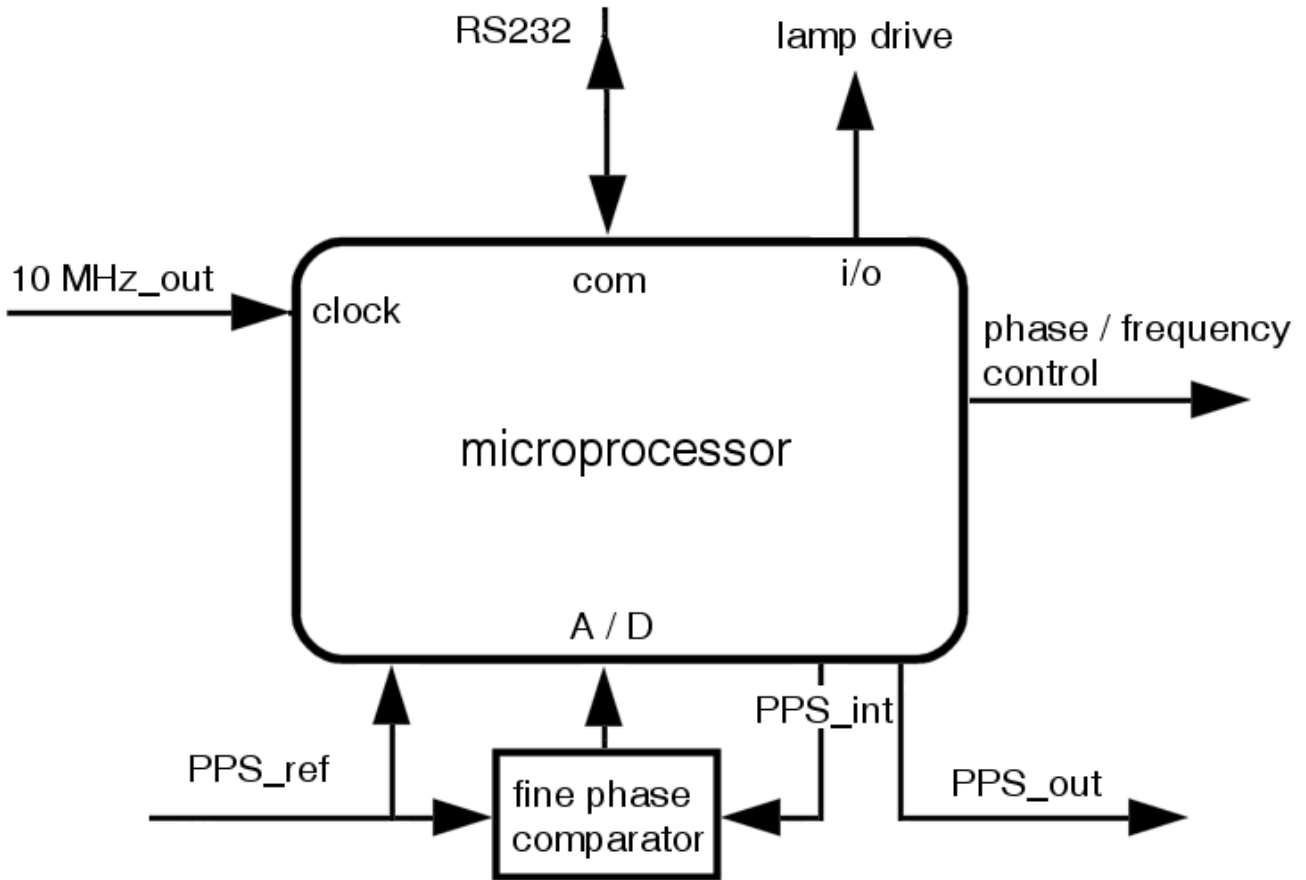 RS232
lamp drive
10 MHz_out
clock
com
i/o
phase / frequency
control
microprocessor
A / D
PPS_int
PPS_ref
fine phase
comparator
PPS_out